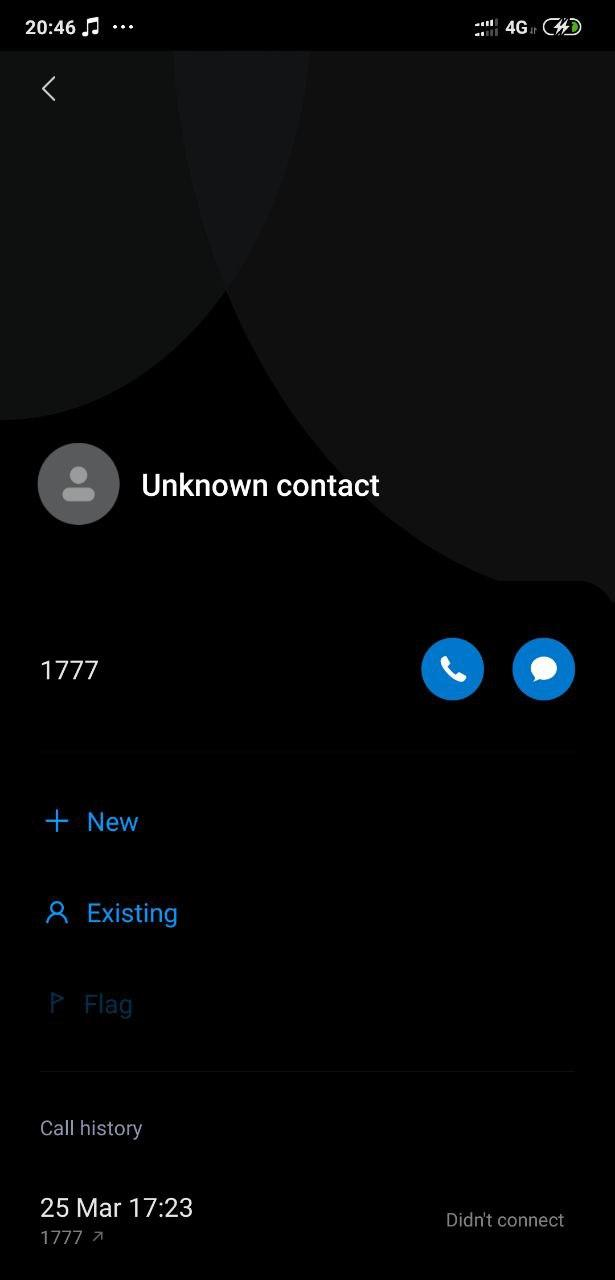 20:46
4G
Unknown contact
1777
New
Existing
Flag
Call history
25 Mar 17:23
Didn't connect
1777